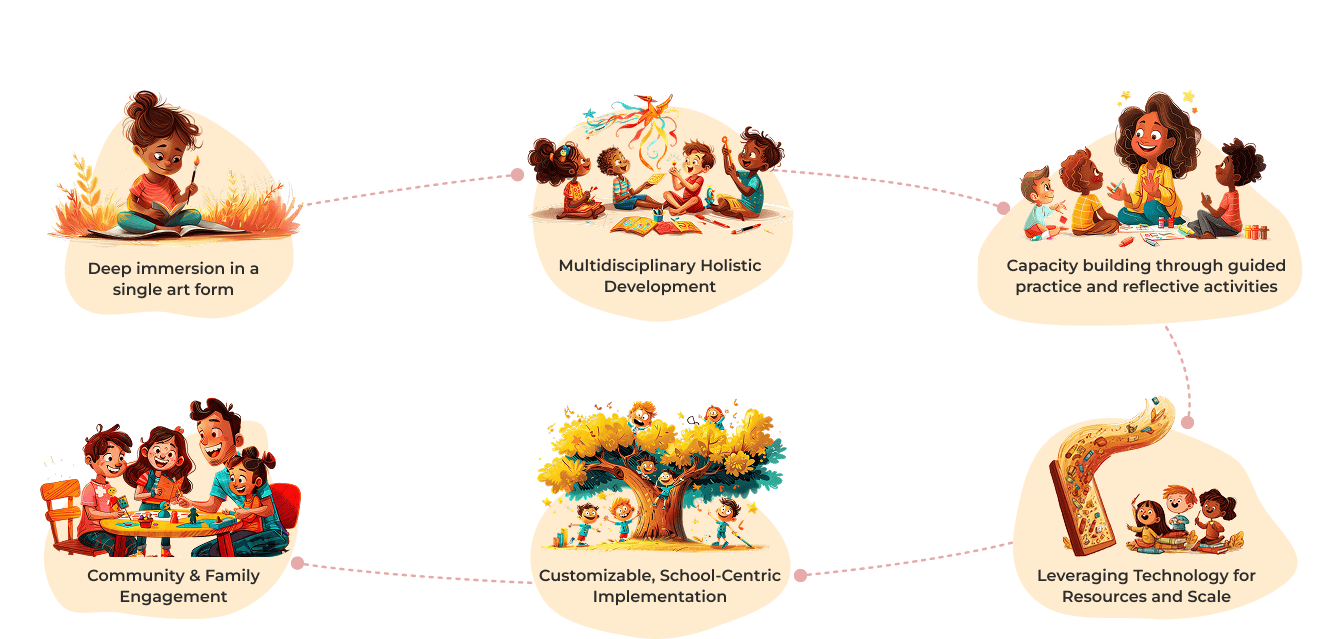 Deep immersion in a
single art form
Multidisciplinary Holistic
Development
Capacity building through guided
practice and reflective activities
Leveraging Technology for
Resources and Scale
Customizable, School-Centric
Implementation
Community & Family
Engagement